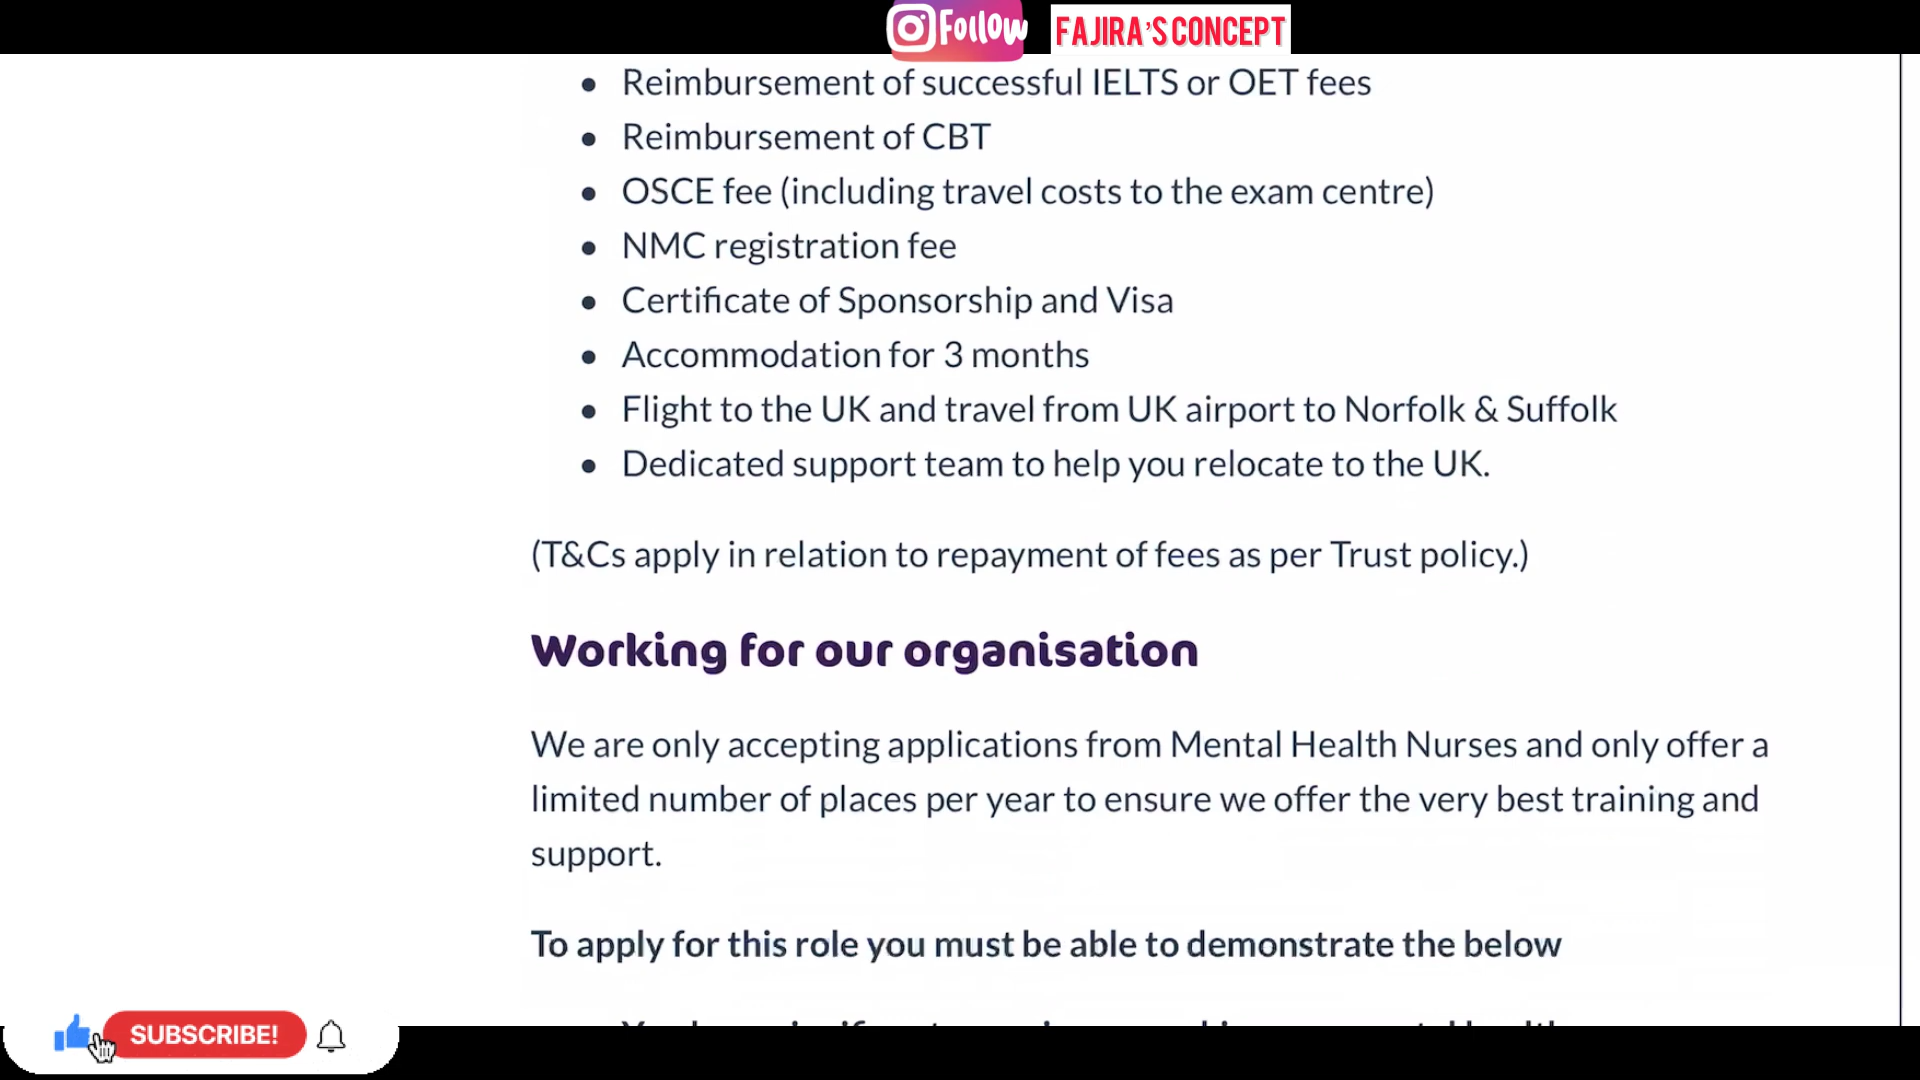 Follow
FAJIRA'S CONCEPT
• Reimbursement of successful IELTS or OET fees
• Reimbursement of CBT
• OSCE fee (including travel costs to the exam centre)
• NMC registration fee
• Certificate of Sponsorship and Visa
• Accommodation for 3 months
• Flight to the UK and travel from UK airport to Norfolk & Suffolk
• Dedicated support team to help you relocate to the UK.
(T&Cs apply in relation to repayment of fees as per Trust policy.)
Working for our organisation
We are only accepting applications from Mental Health Nurses and only offer a
limited number of places per year to ensure we offer the very best training and
support.
To apply for this role you must be able to demonstrate the below
SUBSCRIBE!